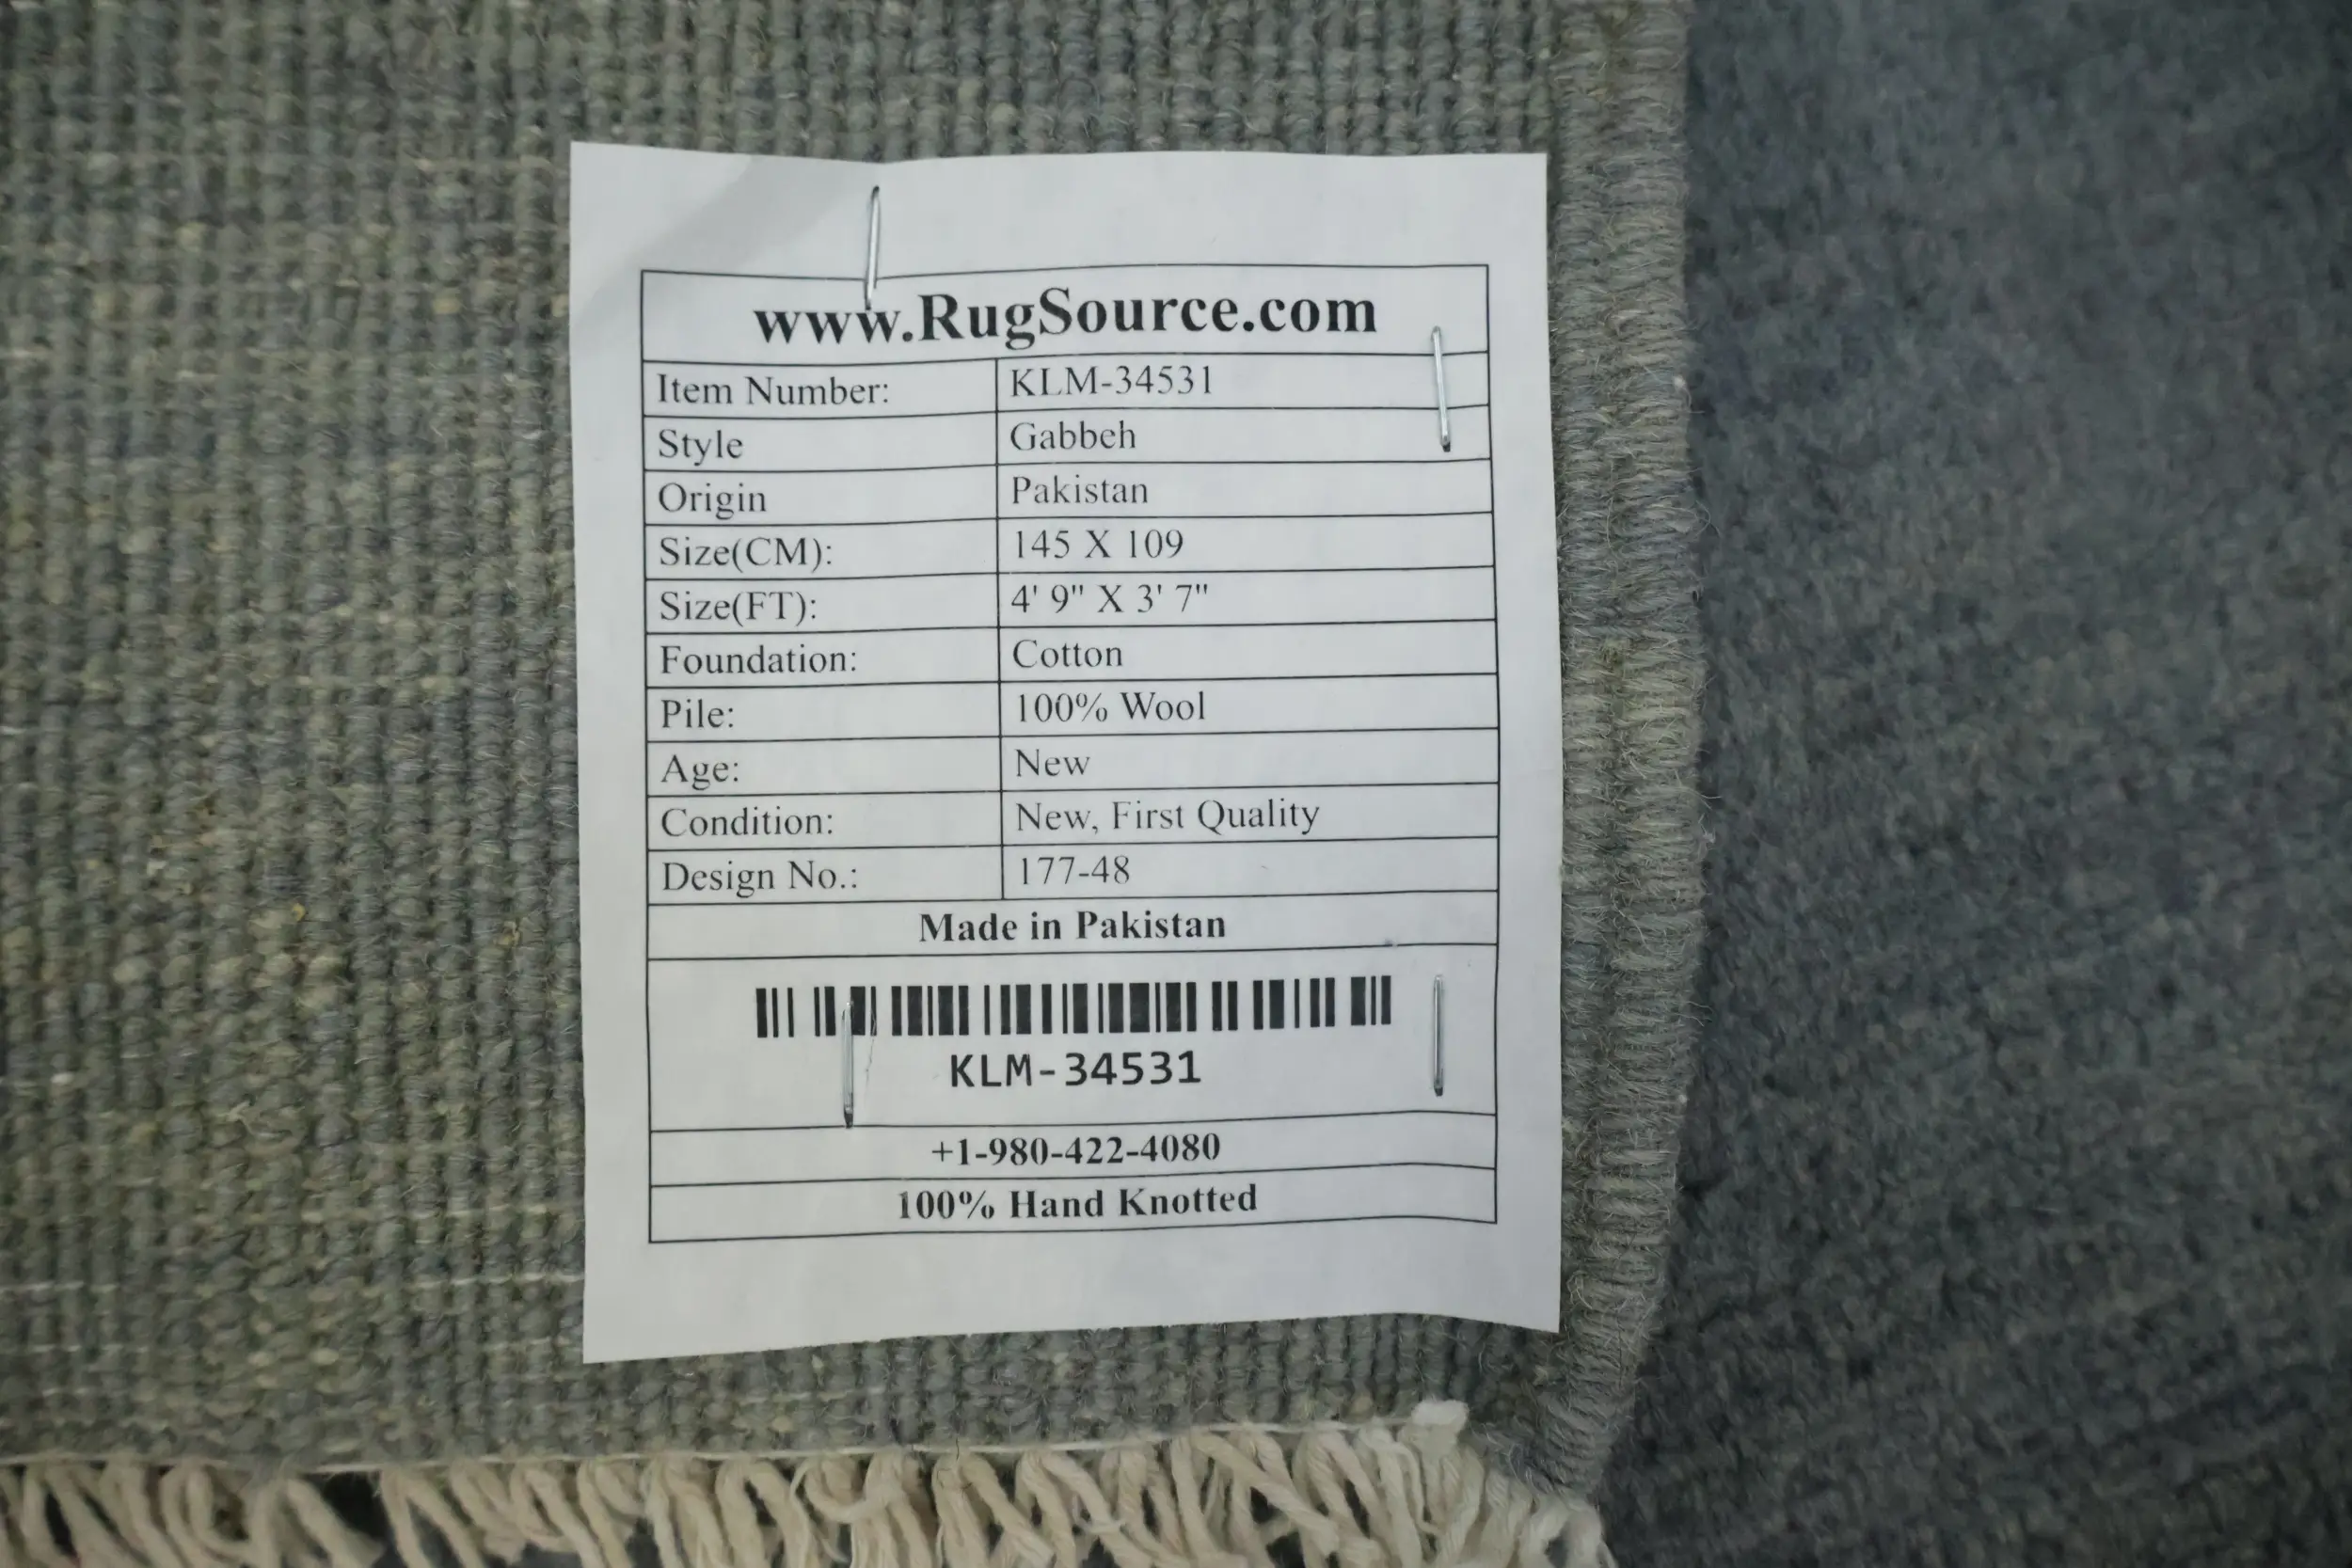 www.RugSource.com
Item Number: KLM-34531
Style Gabbeh
Origin Pakistan
Size(CM): 145 X 109
Size(FT): 4' 9" X 3' 7"
Foundation: Cotton
Pile: 100% Wool
Age: New
Condition: New, First Quality
Design No.: 177-48
Made in Pakistan
KLM-34531
+1-980-422-4080
100% Hand Knotted